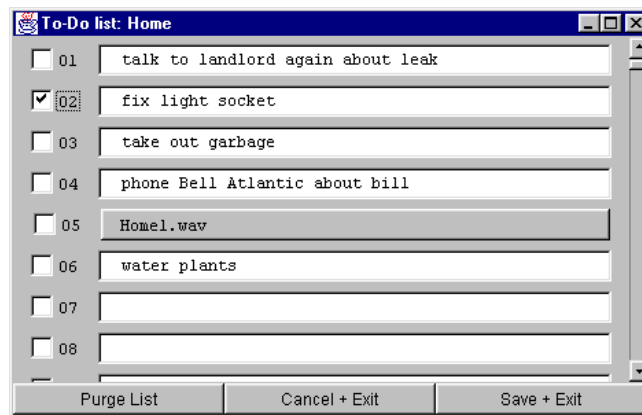 To-Do list: Home
01 talk to landlord again about leak
02 fix light socket
03 take out garbage
04 phone Bell Atlantic about bill
05 Home1.wav
06 water plants
07
08
Purge List Cancel + Exit Save + Exit